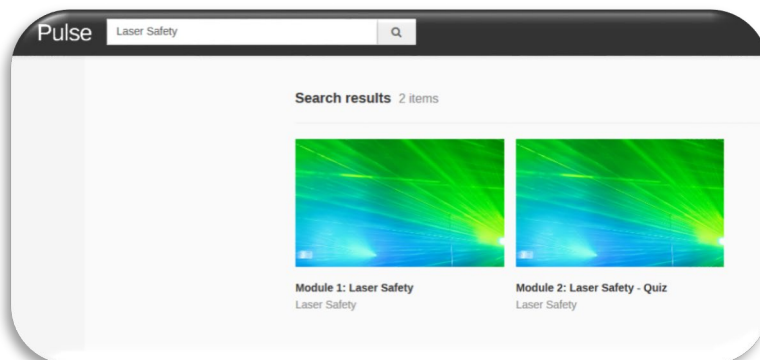 Pulse Laser Safety
Search results 2 items
Module 1: Laser Safety
Laser Safety
Module 2: Laser Safety - Quiz
Laser Safety